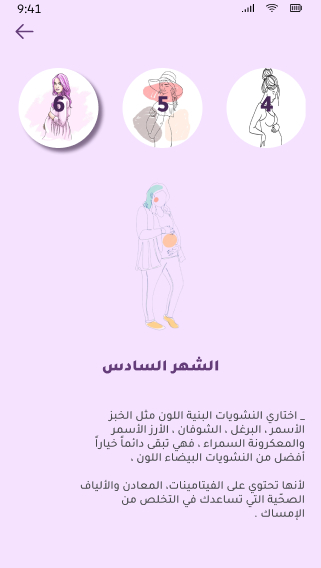 9:41
6
5
4
الشهر السادس
_ اختاري النشويات البنية اللون مثل الخبز
الأسمر ، البرغل ، الشوفان ، الأرز الأسمر
والمعكرونة السمراء ، فهي تبقى دائماً خياراً
أفضل من النشويات البيضاء اللون ،
لأنها تحتوي على الفيتامينات، المعادن والألياف
الصحّية التي تساعدك في التخلص من
الإمساك .